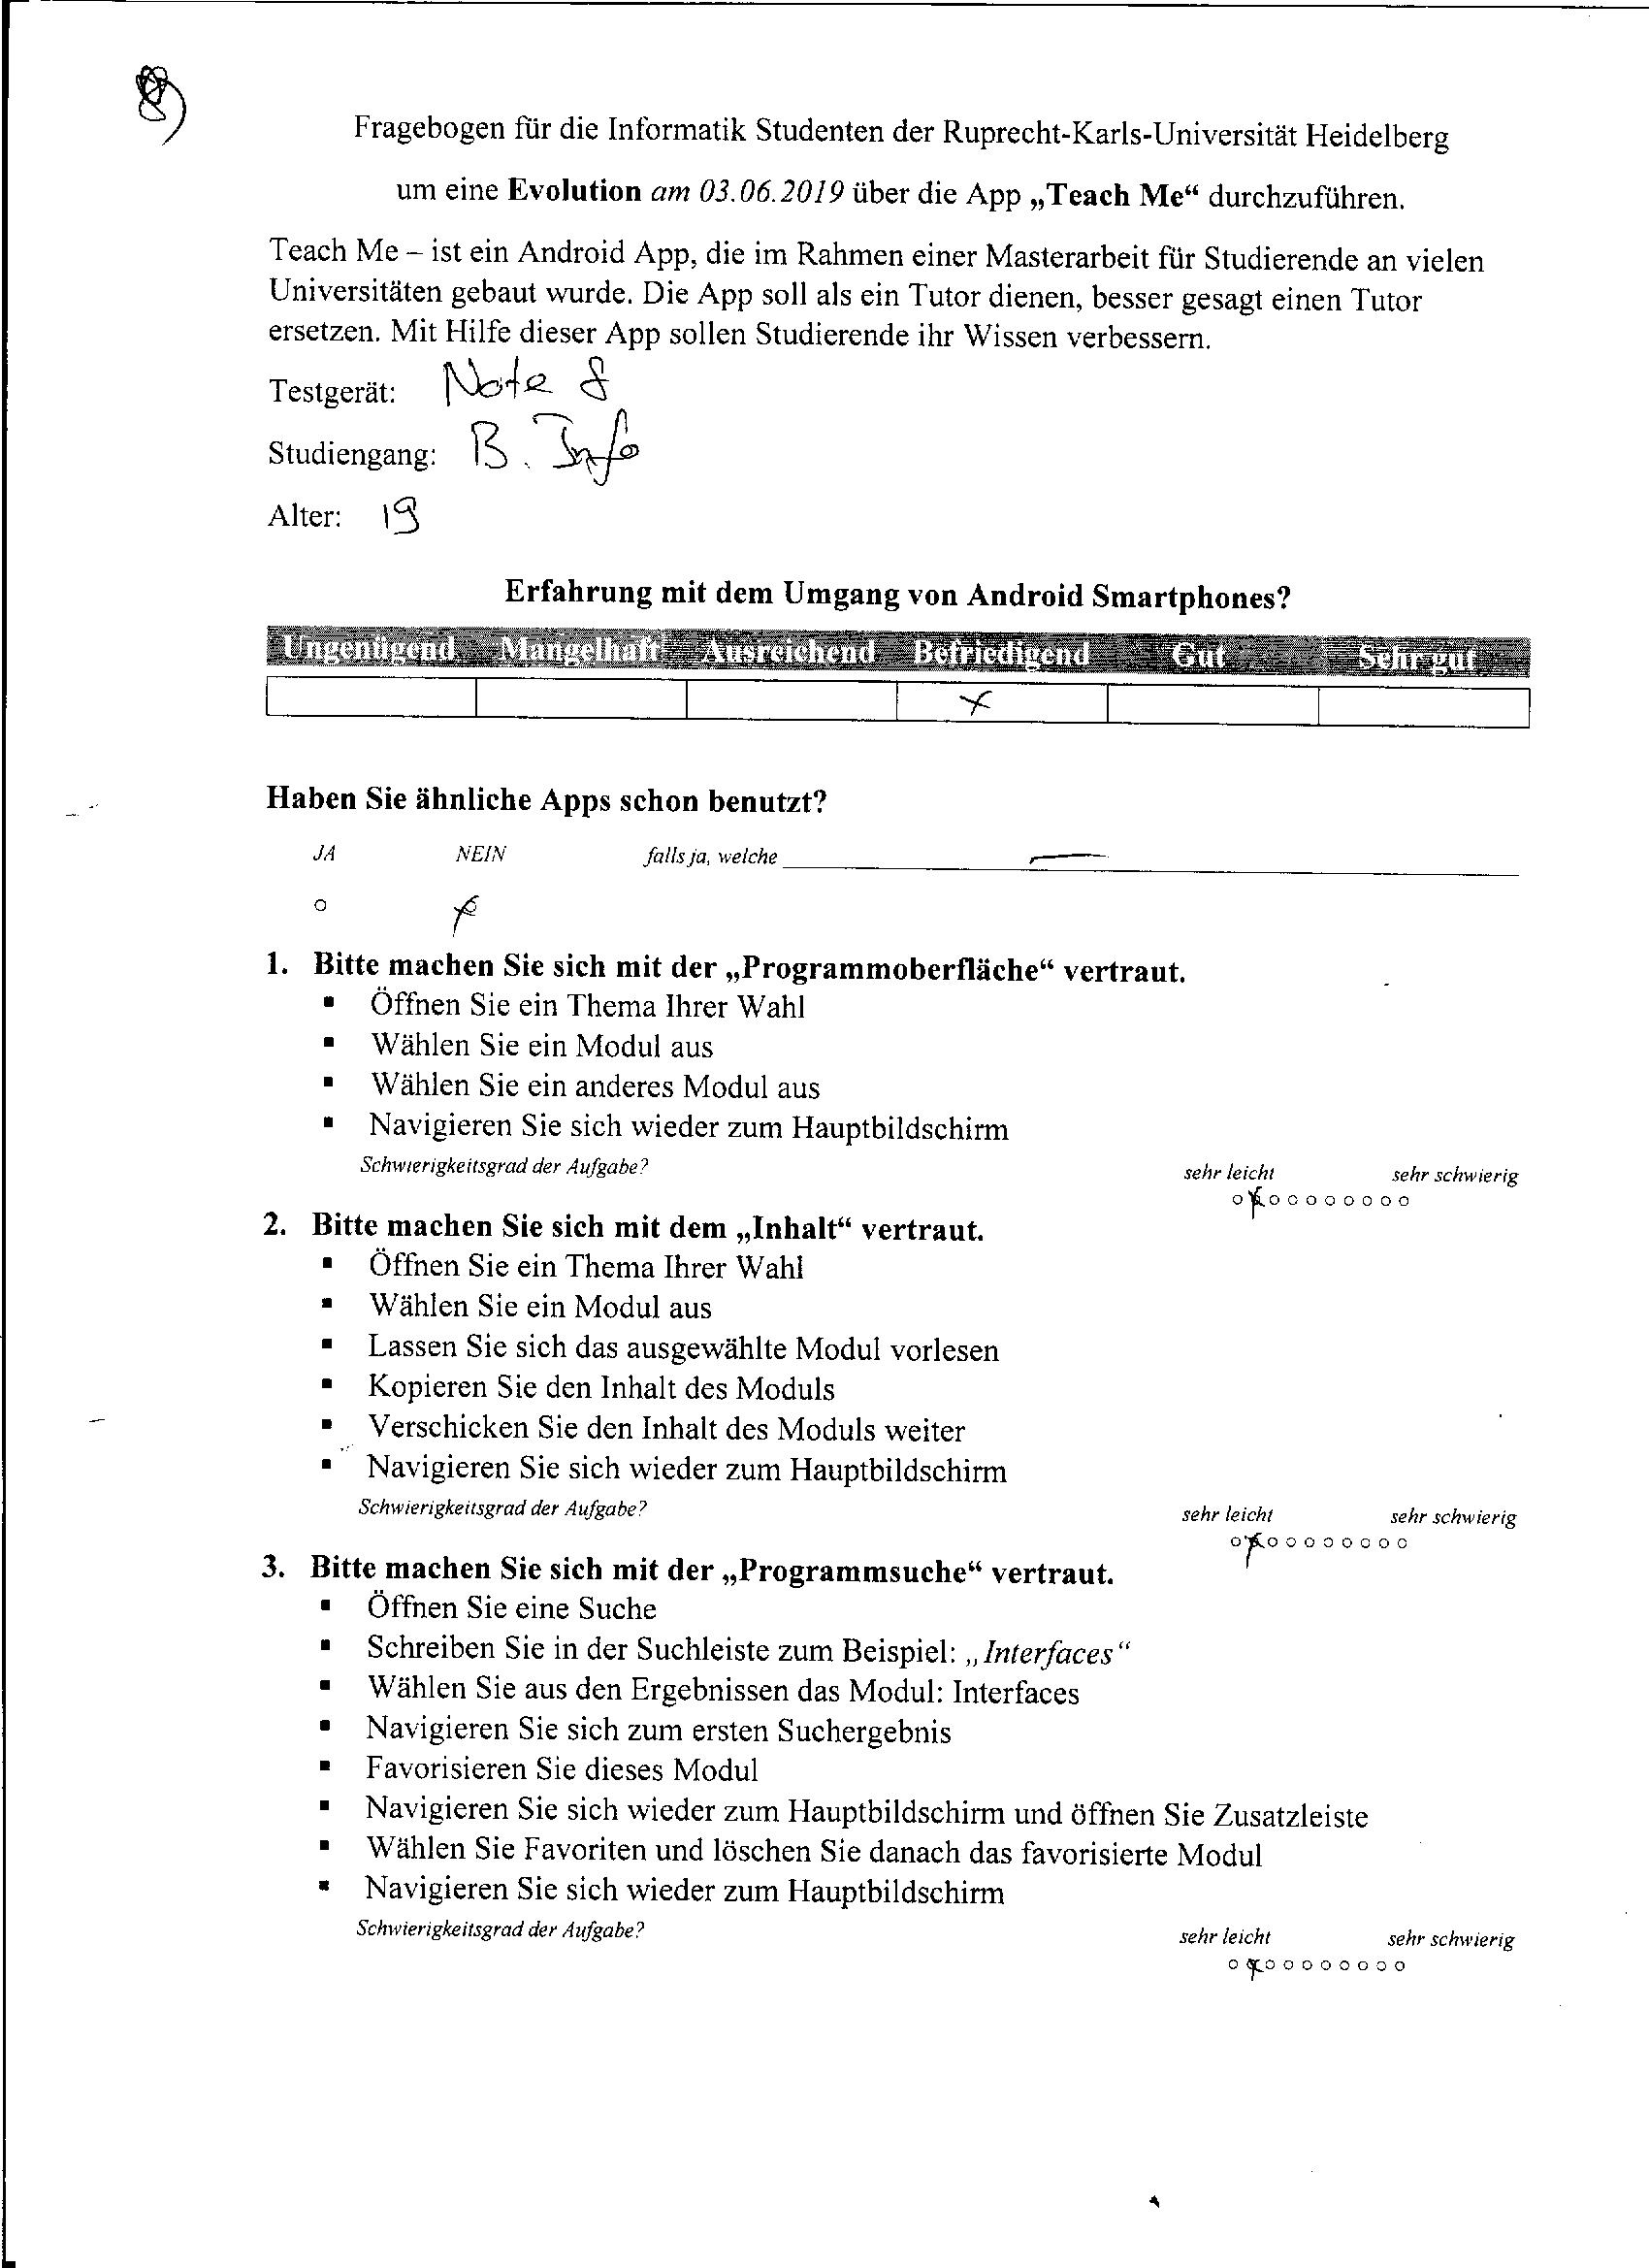 8)
Fragebogen für die Informatik Studenten der Ruprecht-Karls-Universität Heidelberg
um eine Evolution am 03.06.2019 über die App „Teach Me“ durchzuführen.
Teach Me – ist ein Android App, die im Rahmen einer Masterarbeit für Studierende an vielen
Universitäten gebaut wurde. Die App soll als ein Tutor dienen, besser gesagt einen Tutor
ersetzen. Mit Hilfe dieser App sollen Studierende ihr Wissen verbessern.
Testgerät: Note 8
Studiengang: B. Info
Alter: 19
Erfahrung mit dem Umgang von Android Smartphones?
Ungenügend Mangelhaft Ausreichend Befriedigend Gut Sehr gut
x
Haben Sie ähnliche Apps schon benutzt?
JA NEIN falls ja, welche —
o x
1. Bitte machen Sie sich mit der „Programmoberfläche“ vertraut.
▪ Öffnen Sie ein Thema Ihrer Wahl
▪ Wählen Sie ein Modul aus
▪ Wählen Sie ein anderes Modul aus
▪ Navigieren Sie sich wieder zum Hauptbildschirm
Schwierigkeitsgrad der Aufgabe? sehr leicht sehr schwierig
o x o o o o o o o o
2. Bitte machen Sie sich mit dem „Inhalt“ vertraut.
▪ Öffnen Sie ein Thema Ihrer Wahl
▪ Wählen Sie ein Modul aus
▪ Lassen Sie sich das ausgewählte Modul vorlesen
▪ Kopieren Sie den Inhalt des Moduls
▪ Verschicken Sie den Inhalt des Moduls weiter
▪ Navigieren Sie sich wieder zum Hauptbildschirm
Schwierigkeitsgrad der Aufgabe? sehr leicht sehr schwierig
o x o o o o o o o o
3. Bitte machen Sie sich mit der „Programmsuche“ vertraut.
▪ Öffnen Sie eine Suche
▪ Schreiben Sie in der Suchleiste zum Beispiel: „Interfaces“
▪ Wählen Sie aus den Ergebnissen das Modul: Interfaces
▪ Navigieren Sie sich zum ersten Suchergebnis
▪ Favorisieren Sie dieses Modul
▪ Navigieren Sie sich wieder zum Hauptbildschirm und öffnen Sie Zusatzleiste
▪ Wählen Sie Favoriten und löschen Sie danach das favorisierte Modul
▪ Navigieren Sie sich wieder zum Hauptbildschirm
Schwierigkeitsgrad der Aufgabe? sehr leicht sehr schwierig
o x o o o o o o o o